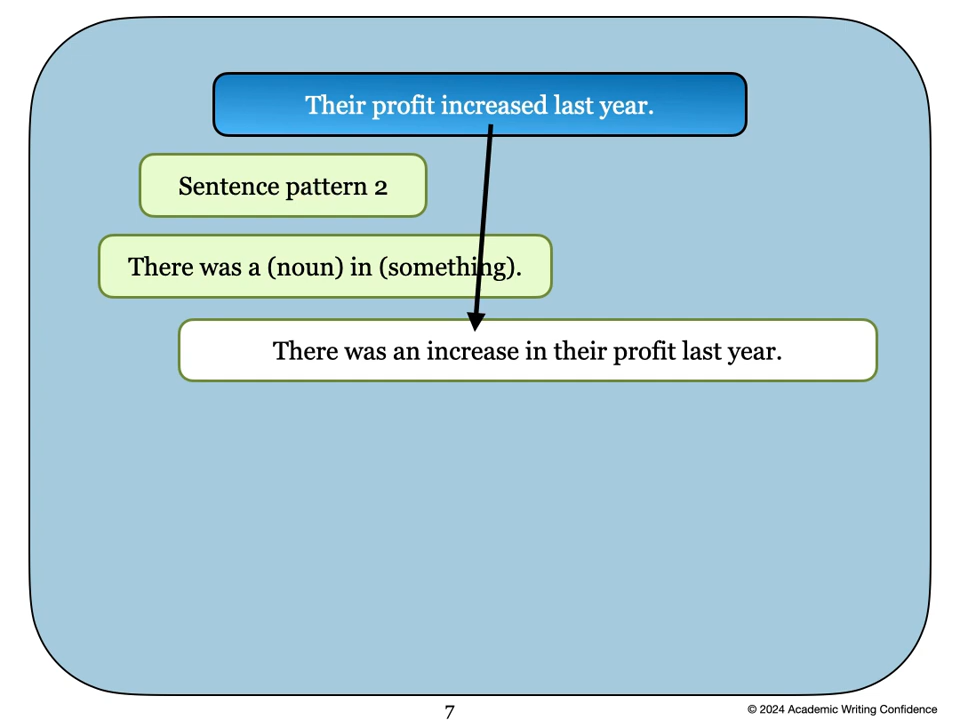 Their profit increased last year.
Sentence pattern 2
There was a (noun) in (something).
There was an increase in their profit last year.
7
© 2024 Academic Writing Confidence